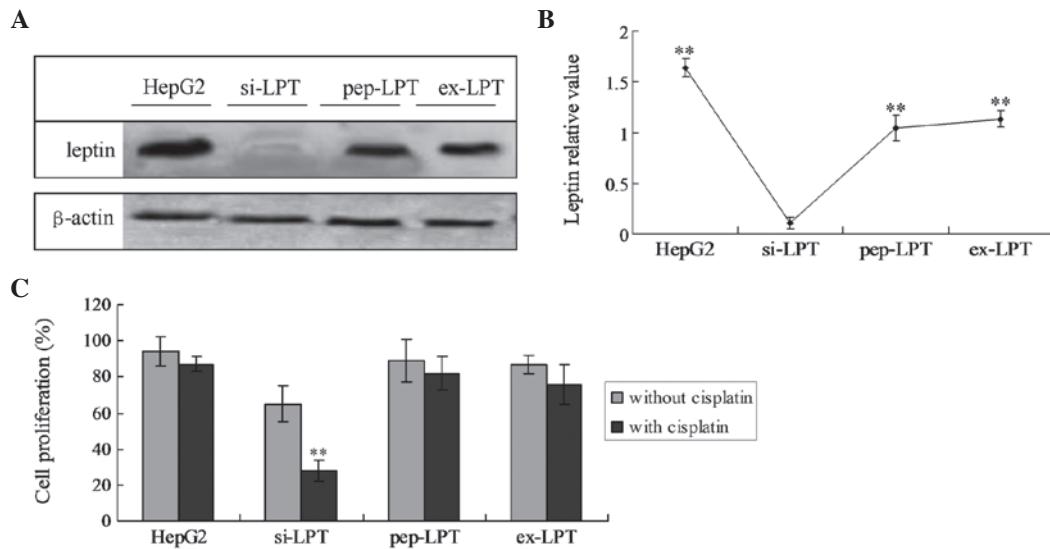 A
HepG2 si-LPT pep-LPT ex-LPT
leptin
β-actin
B
Leptin relative value
2
1.5
1
0.5
0
**
**
**
HepG2 si-LPT pep-LPT ex-LPT
C
Cell proliferation (%)
120
100
80
60
40
20
0
**
HepG2 si-LPT pep-LPT ex-LPT
without cisplatin
with cisplatin